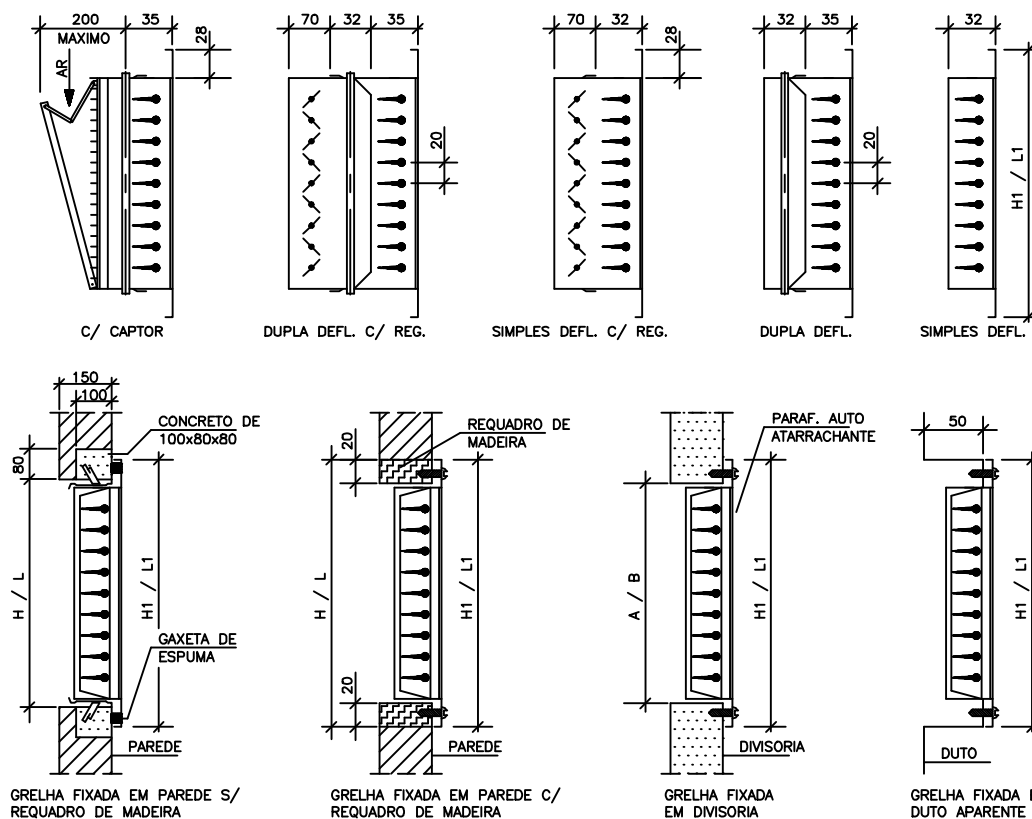 200
35
MAXIMO
AR
28
C/ CAPTOR
70
32
35
20
DUPLA DEFL. C/ REG.
70
32
28
SIMPLES DEFL. C/ REG.
32
35
20
DUPLA DEFL.
32
H1 / L1
SIMPLES DEFL.
150
100
80
CONCRETO DE
100x80x80
H / L
H1 / L1
GAXETA DE
ESPUMA
PAREDE
GRELHA FIXADA EM PAREDE S/
REQUADRO DE MADEIRA
20
REQUADRO DE
MADEIRA
H / L
H1 / L1
20
PAREDE
GRELHA FIXADA EM PAREDE C/
REQUADRO DE MADEIRA
PARAF. AUTO
ATARRACHANTE
A / B
H1 / L1
DIVISORIA
GRELHA FIXADA
EM DIVISORIA
50
H1 / L1
DUTO
GRELHA FIXADA
DUTO APARENTE